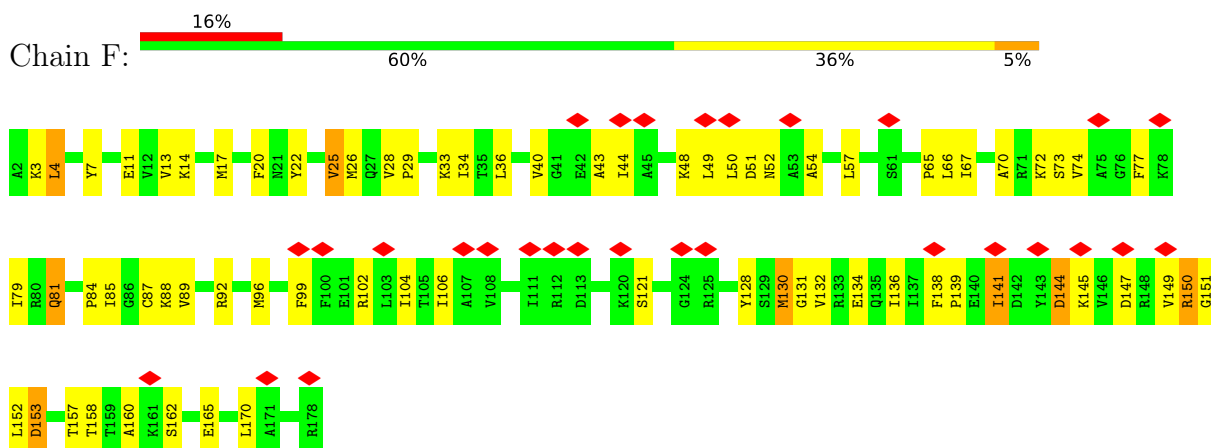 16%
Chain F:
60% 36% 5%
A2 K3 L4 Y7 E11 V12 V13 K14 M17 F20 N21 Y22 V25 M26 Q27 V28 P29 K33 I34 T35 L36 V40 G41 E42 A43 I44 A45 K48 L49 L50 D51 N52 A53 A54 L57 S61 P65 L66 I67 A70 R71 K72 S73 V74 A75 G76 F77 K78
I79 R80 Q81 P84 I85 G86 C87 K88 V89 R92 M96 F99 F100 E101 R102 L103 I104 T105 I106 A107 V108 I111 R112 D113 K120 S121 G124 R125 Y128 S129 M130 G131 V132 R133 E134 Q135 I136 I137 F138 P139 E140 I141 D142 Y143 D144 K145 V146 D147 R148 V149 R150 G151
L152 D153 T157 T158 T159 A160 K161 S162 E165 L170 A171 R178